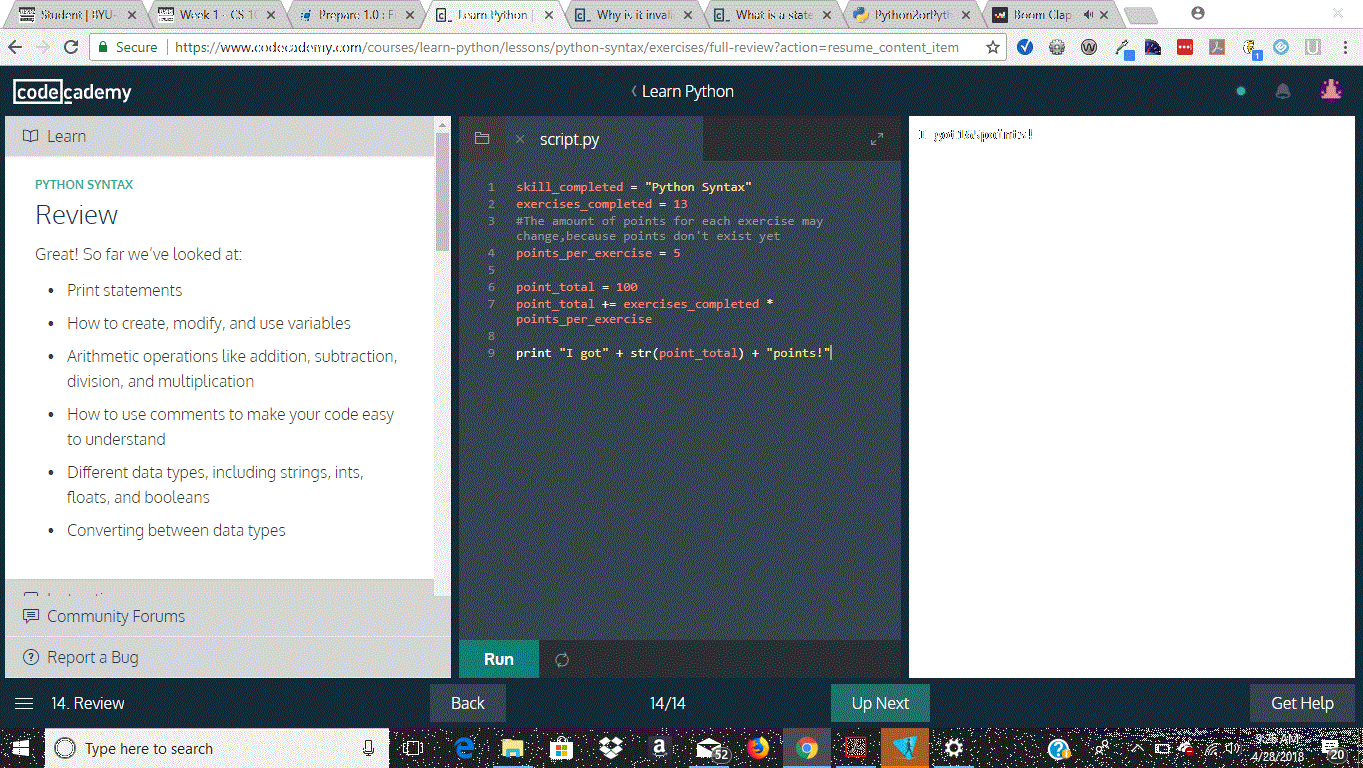 Student | BYU-
Week 1 - CS 10
Prepare 1.0 : F
Learn Python |
Why is it inval
What is a state
Python2orPyth
Boom Clap
Secure
https://www.codecademy.com/courses/learn-python/lessons/python-syntax/exercises/full-review?action=resume_content_item
1
codecademy
Learn Python
Learn
script.py
I got165points!
PYTHON SYNTAX
Review
Great! So far we've looked at:
• Print statements
• How to create, modify, and use variables
• Arithmetic operations like addition, subtraction,
division, and multiplication
• How to use comments to make your code easy
to understand
• Different data types, including strings, ints,
floats, and booleans
• Converting between data types
1 skill_completed = "Python Syntax"
2 exercises_completed = 13
3 #The amount of points for each exercise may
change,because points don't exist yet
4 points_per_exercise = 5
5
6 point_total = 100
7 point_total += exercises_completed *
points_per_exercise
8
9 print "I got" + str(point_total) + "points!"
Community Forums
Report a Bug
Run
14. Review
Back
14/14
Up Next
Get Help
Type here to search
52
4/28/2018
20